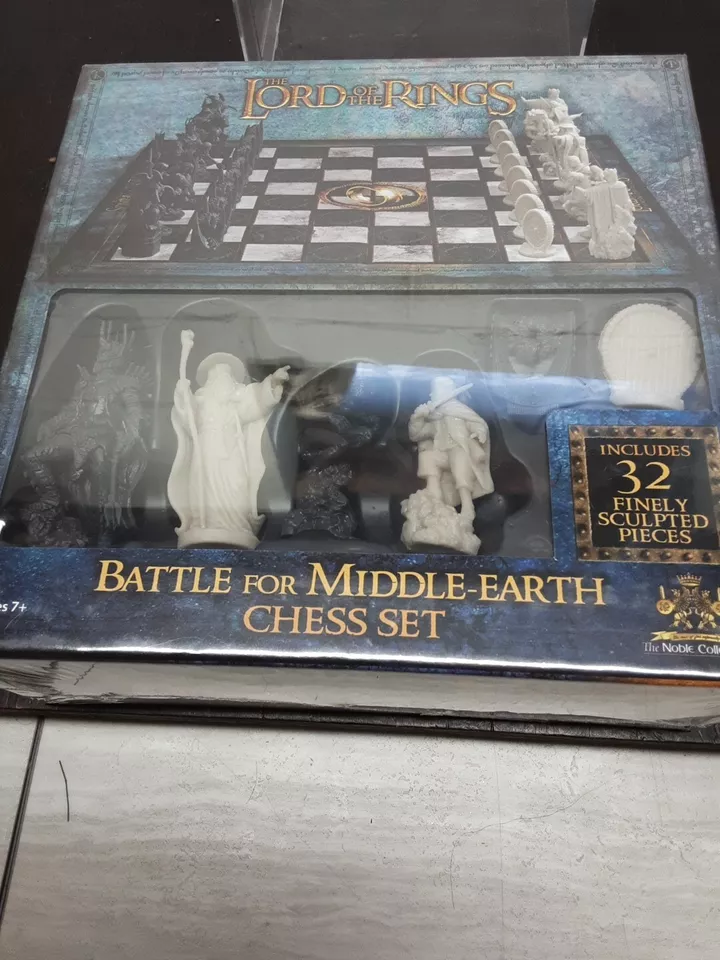 THE
LORD OF THE RINGS
INCLUDES
32
FINELY
SCULPTED
PIECES
BATTLE FOR MIDDLE-EARTH
CHESS SET
es 7+
The Noble Coll